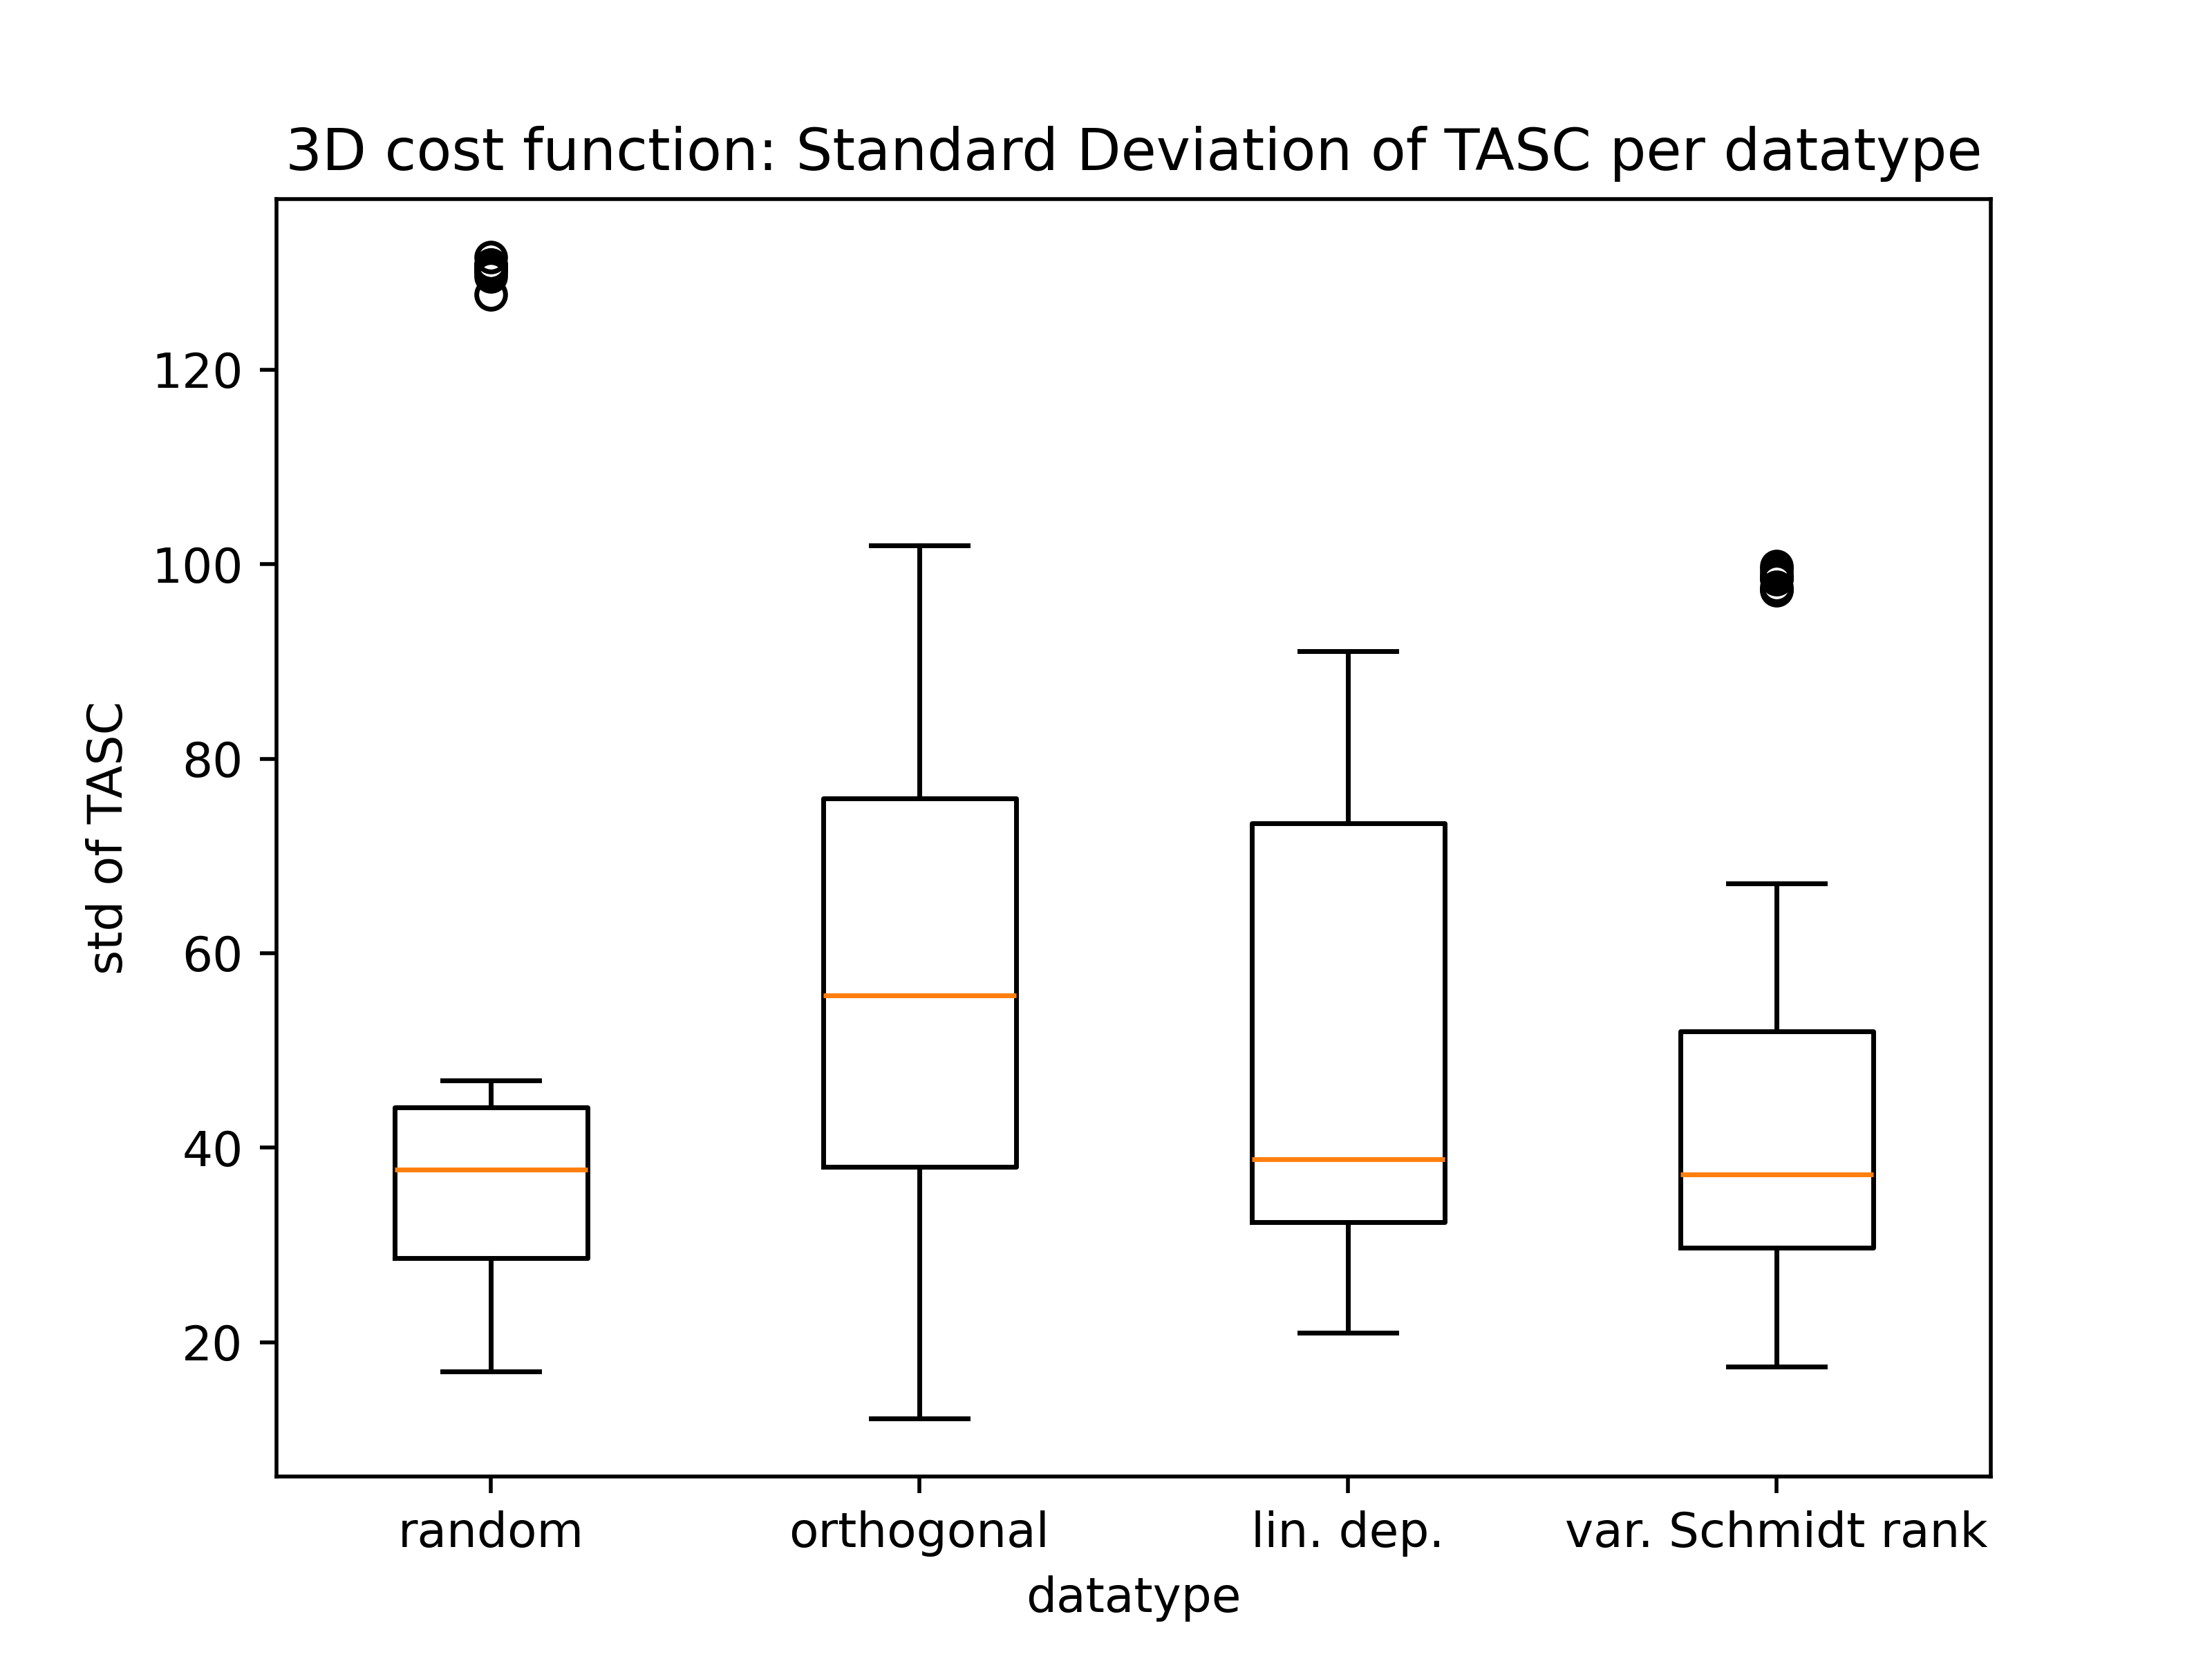 3D cost function: Standard Deviation of TASC per datatype
std of TASC
120
100
80
60
40
20
random orthogonal lin. dep. var. Schmidt rank
datatype